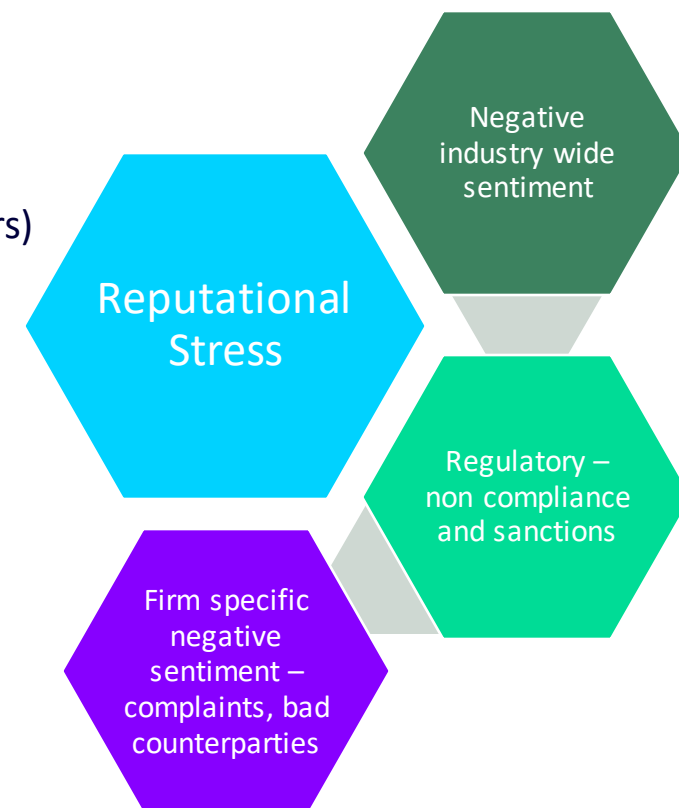 Negative
industry wide
sentiment
rs)
Reputational
Stress
Regulatory –
non compliance
and sanctions
Firm specific
negative
sentiment –
complaints, bad
counterparties